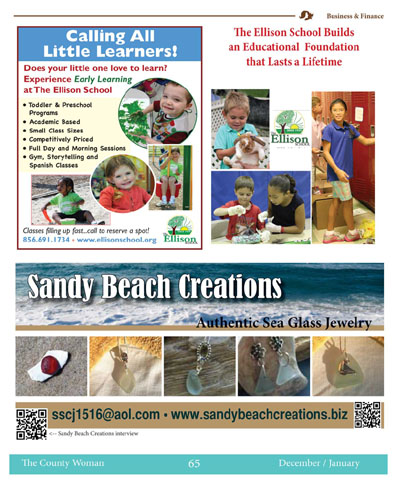 Business & Finance
Calling All
Little Learners!
Does your little one love to learn?
Experience Early Learning
at The Ellison School
• Toddler & Preschool
Programs
• Academic Based
• Small Class Sizes
• Competitively Priced
• Full Day and Morning Sessions
• Gym, Storytelling and
Spanish Classes
Classes filling up fast...call to reserve a spot!
856.691.1734 • www.ellisonschool.org
Ellison
The Ellison School Builds
an Educational Foundation
that Lasts a Lifetime
Ellison
SCHOOL
Sandy Beach Creations
Authentic Sea Glass Jewelry
sscj1516@aol.com • www.sandybeachcreations.biz
<-- Sandy Beach Creations interview
The County Woman
65
December / January